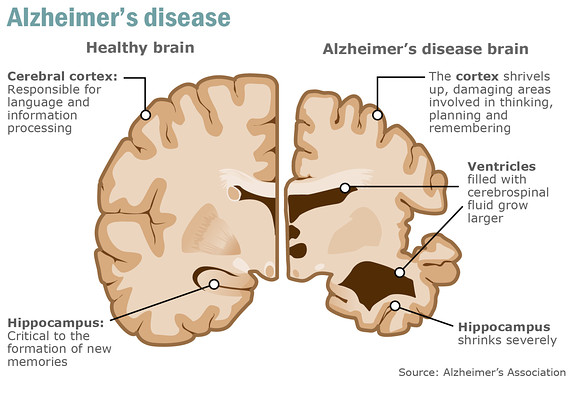 Alzheimer's disease
Healthy brain
Alzheimer's disease brain
Cerebral cortex:
Responsible for
language and
information
processing
The cortex shrivels
up, damaging areas
involved in thinking,
planning and
remembering
Ventricles
filled with
cerebrospinal
fluid grow
larger
Hippocampus:
Critical to the
formation of new
memories
Hippocampus
shrinks severely
Source: Alzheimer's Association